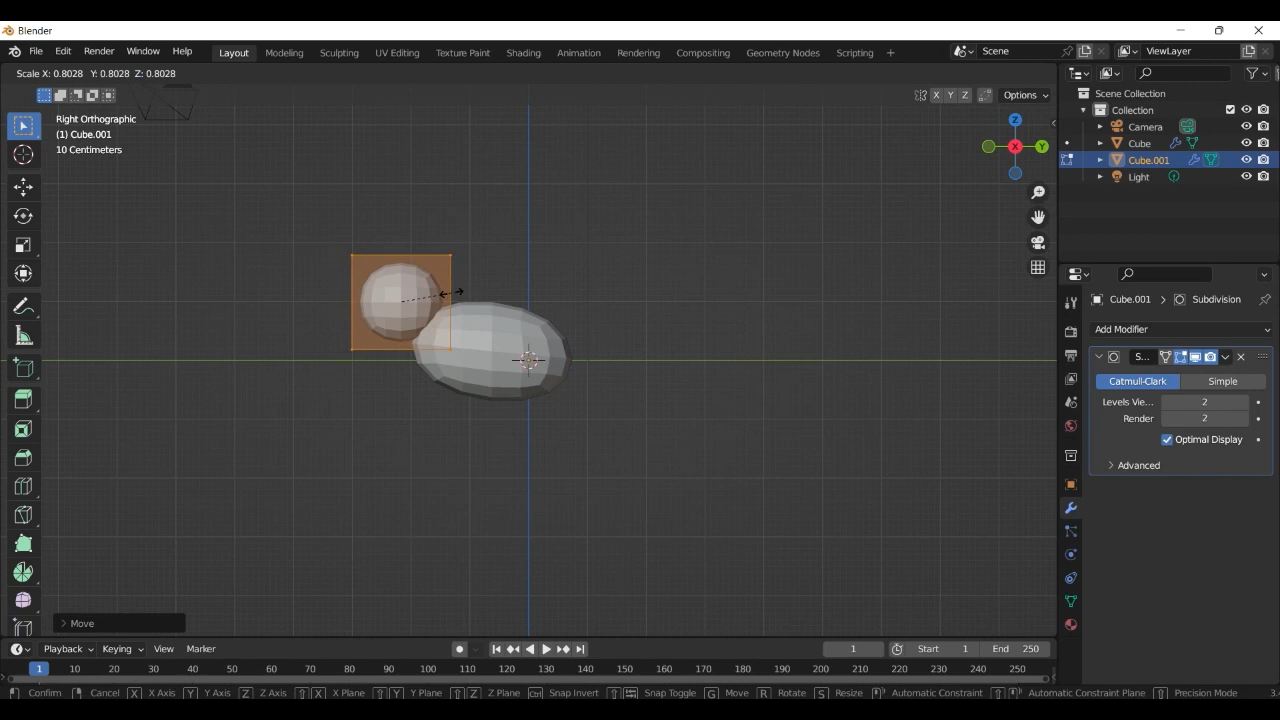 Blender
File Edit Render Window Help Layout Modeling Sculpting UV Editing Texture Paint Shading Animation Rendering Compositing Geometry Nodes Scripting + Scene ViewLayer
Scale X: 0.8028 Y: 0.8028 Z: 0.8028
X Y Z Options
Right Orthographic
(1) Cube.001
10 Centimeters
Z
X Y
Scene Collection
Collection
Camera
Cube
Cube.001
Light
Cube.001 > Subdivision
Add Modifier
S...
Catmull-Clark Simple
Levels Vie... 2
Render 2
Optimal Display
> Advanced
> Move
Playback Keying View Marker 1 Start 1 End 250
1 10 20 30 40 50 60 70 80 90 100 110 120 130 140 150 160 170 180 190 200 210 220 230 240 250
Confirm Cancel X X Axis Y Y Axis Z Z Axis X X Plane Y Y Plane Z Z Plane Ctrl Snap Invert Snap Toggle G Move R Rotate S Resize Automatic Constraint Automatic Constraint Plane Precision Mode